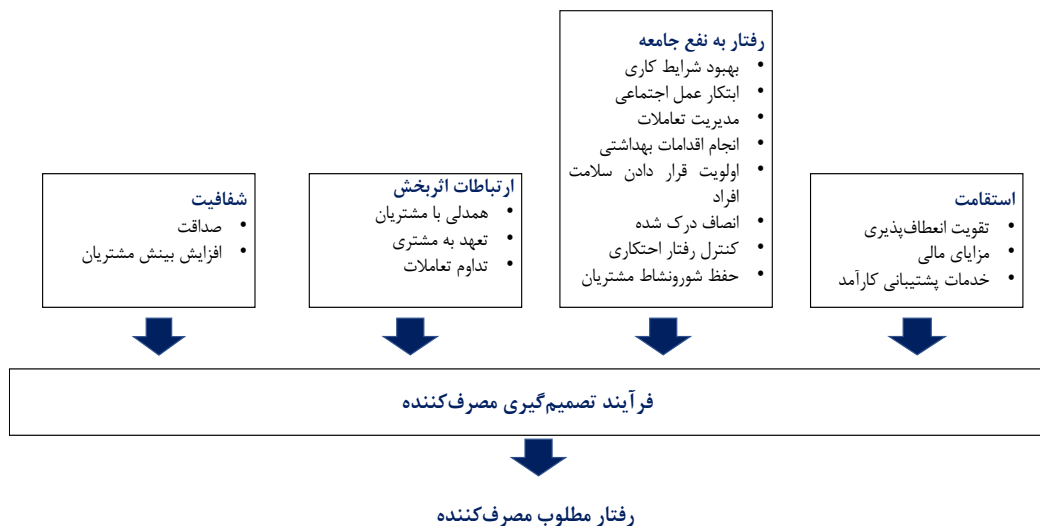 استقامت
• تقویت انعطاف‌پذیری
• مزایای مالی
• خدمات پشتیبانی کارآمد
رفتار به نفع جامعه
• بهبود شرایط کاری
• ابتکار عمل اجتماعی
• مدیریت تعاملات
• انجام اقدامات بهداشتی
• اولویت قرار دادن سلامت
افراد
• انصاف درک شده
• کنترل رفتار احتکاری
• حفظ شورونشاط مشتریان
ارتباطات اثربخش
• همدلی با مشتریان
• تعهد به مشتری
• تداوم تعاملات
شفافیت
• صداقت
• افزایش بینش مشتریان
فرآیند تصمیم‌گیری مصرف‌کننده
رفتار مطلوب مصرف‌کننده